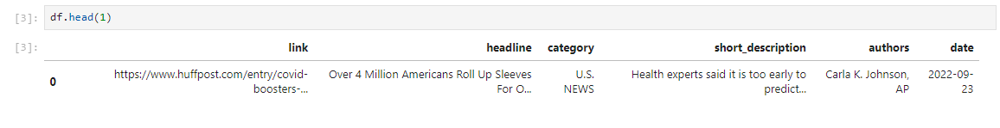 [3]: df.head(1)
[3]:
link headline category short_description authors date
0 https://www.huffpost.com/entry/covid-boosters-... Over 4 Million Americans Roll Up Sleeves For O... U.S. NEWS Health experts said it is too early to predict... Carla K. Johnson, AP 2022-09-23